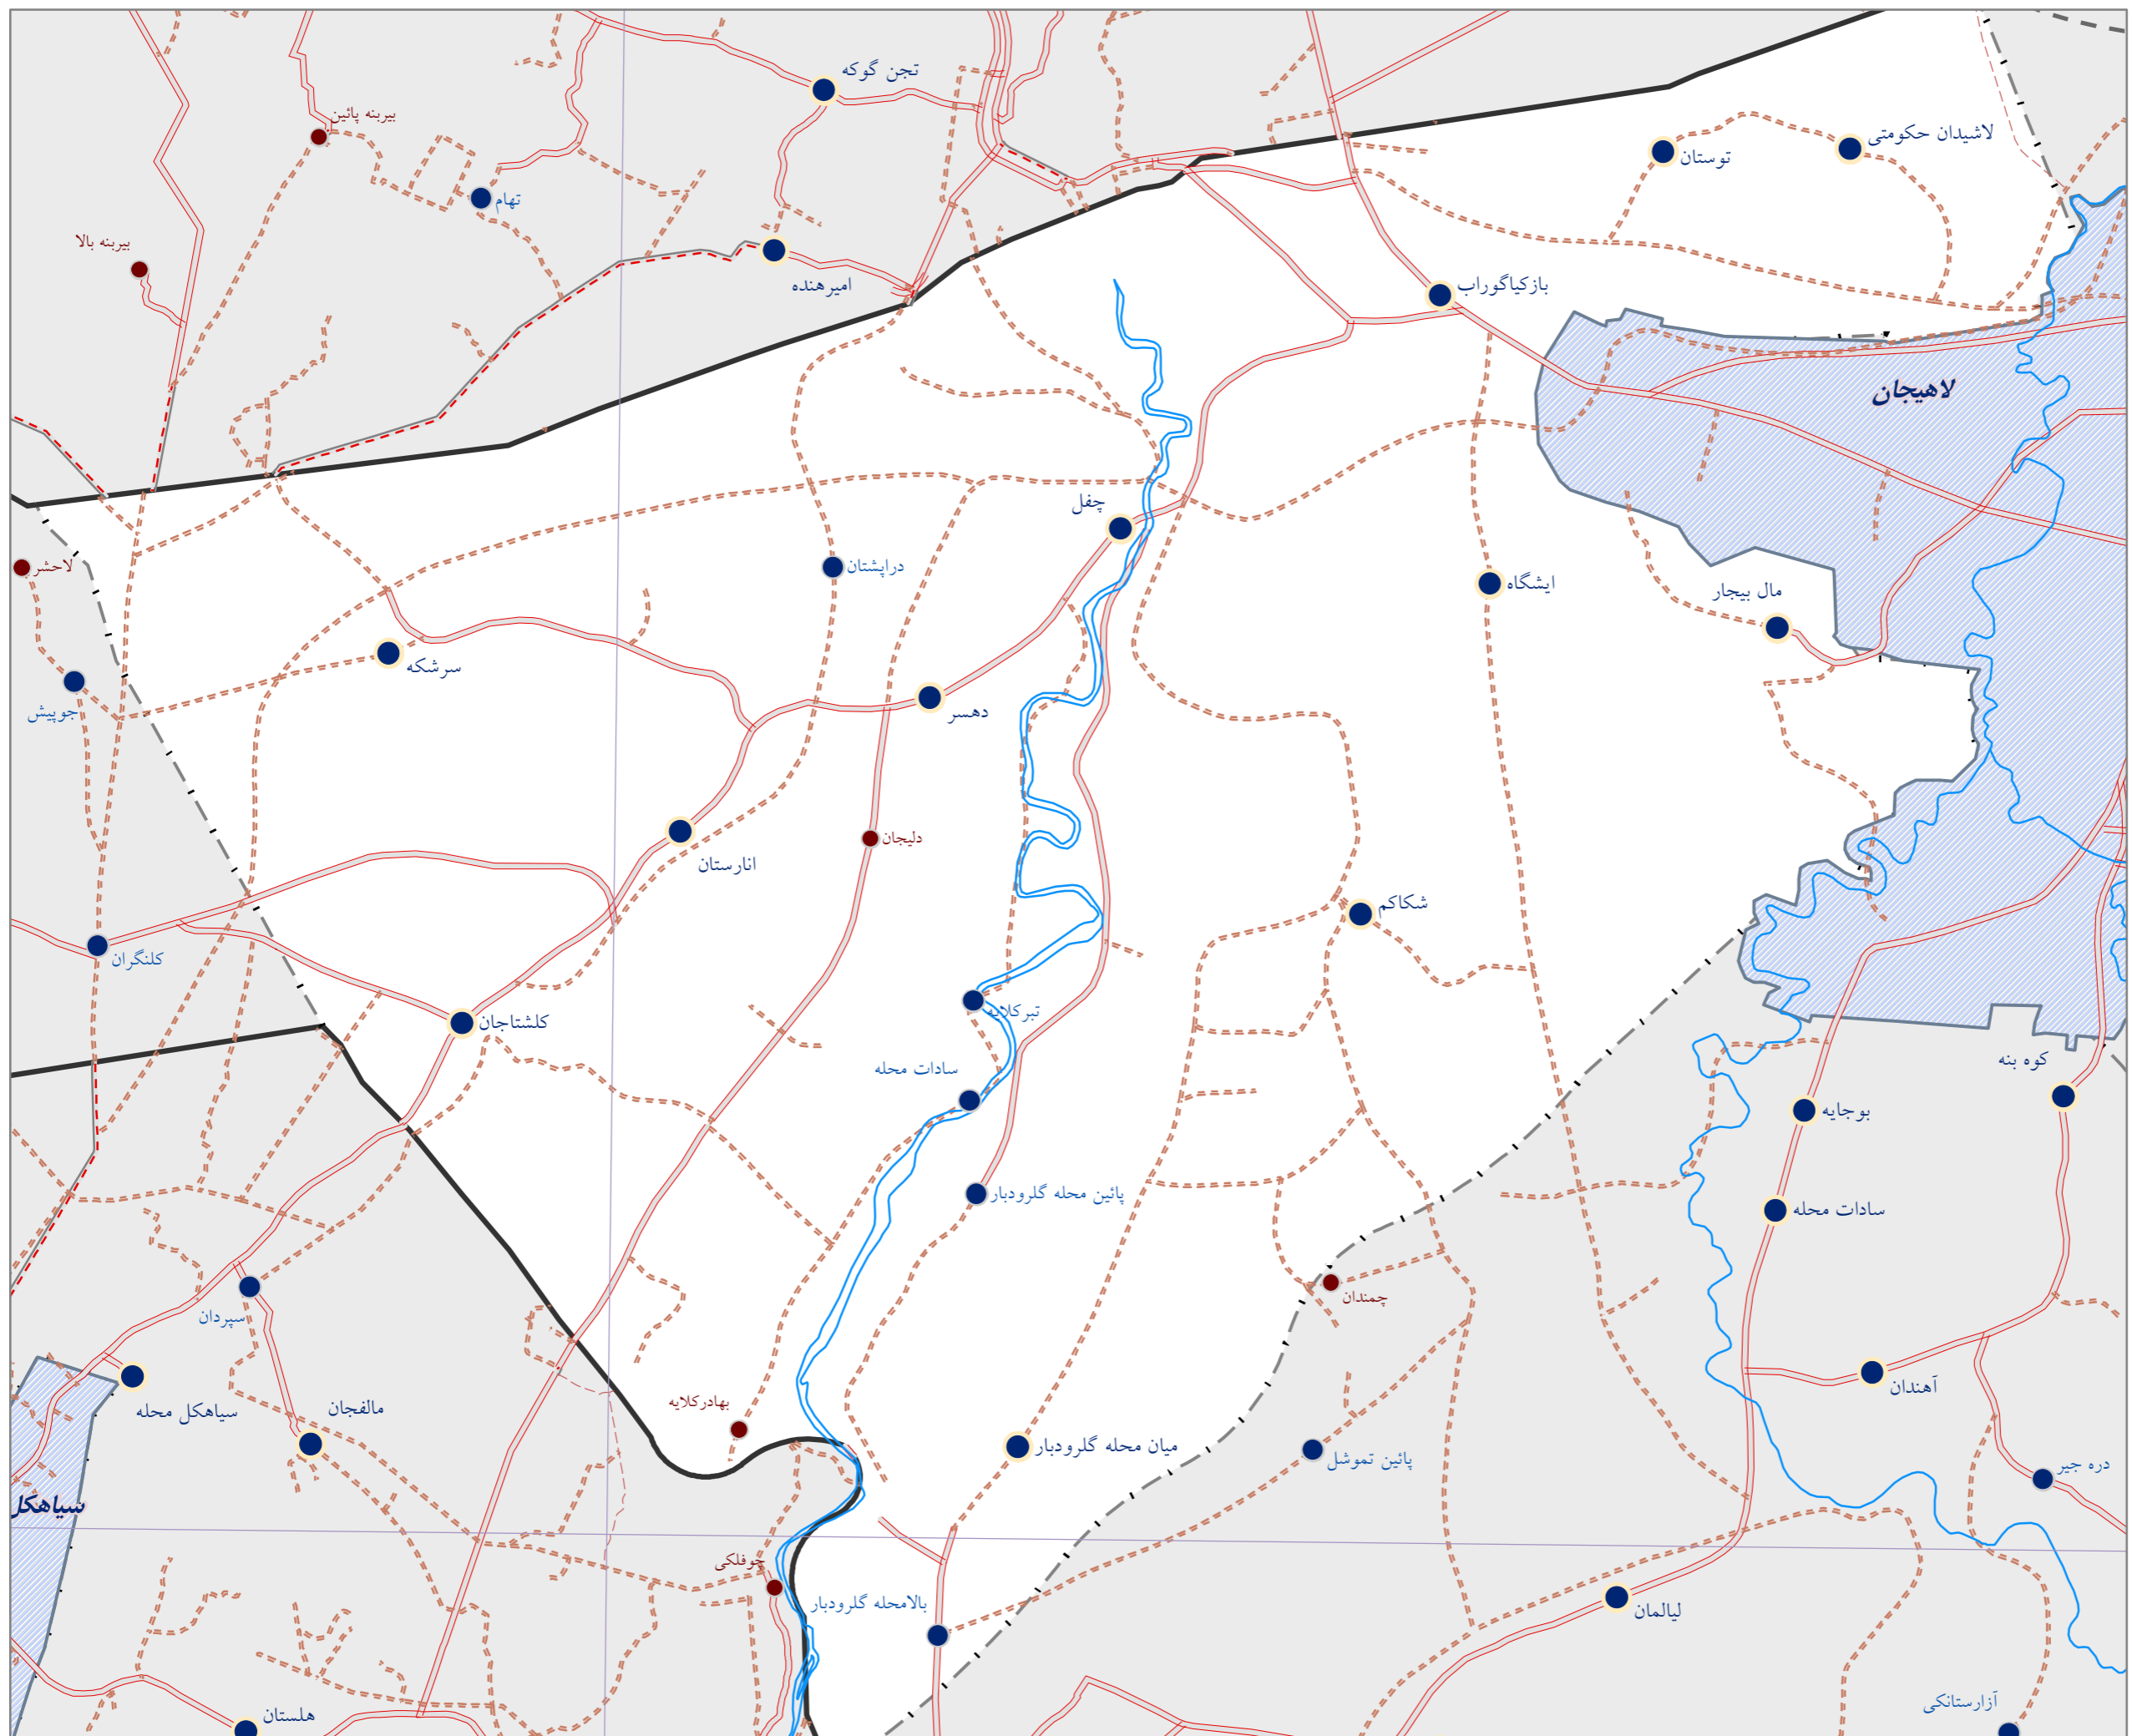 تجن گوکه
بیربنه پائین
لاشیدان حکومتی
توستان
تهام
بیربنه بالا
امیرهنده
بازکیاگوراب
لاهیجان
چفل
لاحشر
دراپشتان
ایشگاه
مال بیجار
سرشکه
جوپیش
دهسر
دلیجان
انارستان
شکاکم
کلنگران
تبرکلایه
کلشتاجان
کوه بنه
سادات محله
بوجایه
پائین محله گلرودبار
سادات محله
چمندان
سپردان
آهندان
سیاهکل محله
مالفجان
بهادرکلایه
میان محله گلرودبار
پائین تموشل
دره جیر
سیاهکل
چوفلکی
بالامحله گلرودبار
لیالمان
آزارستانکی
هلستان